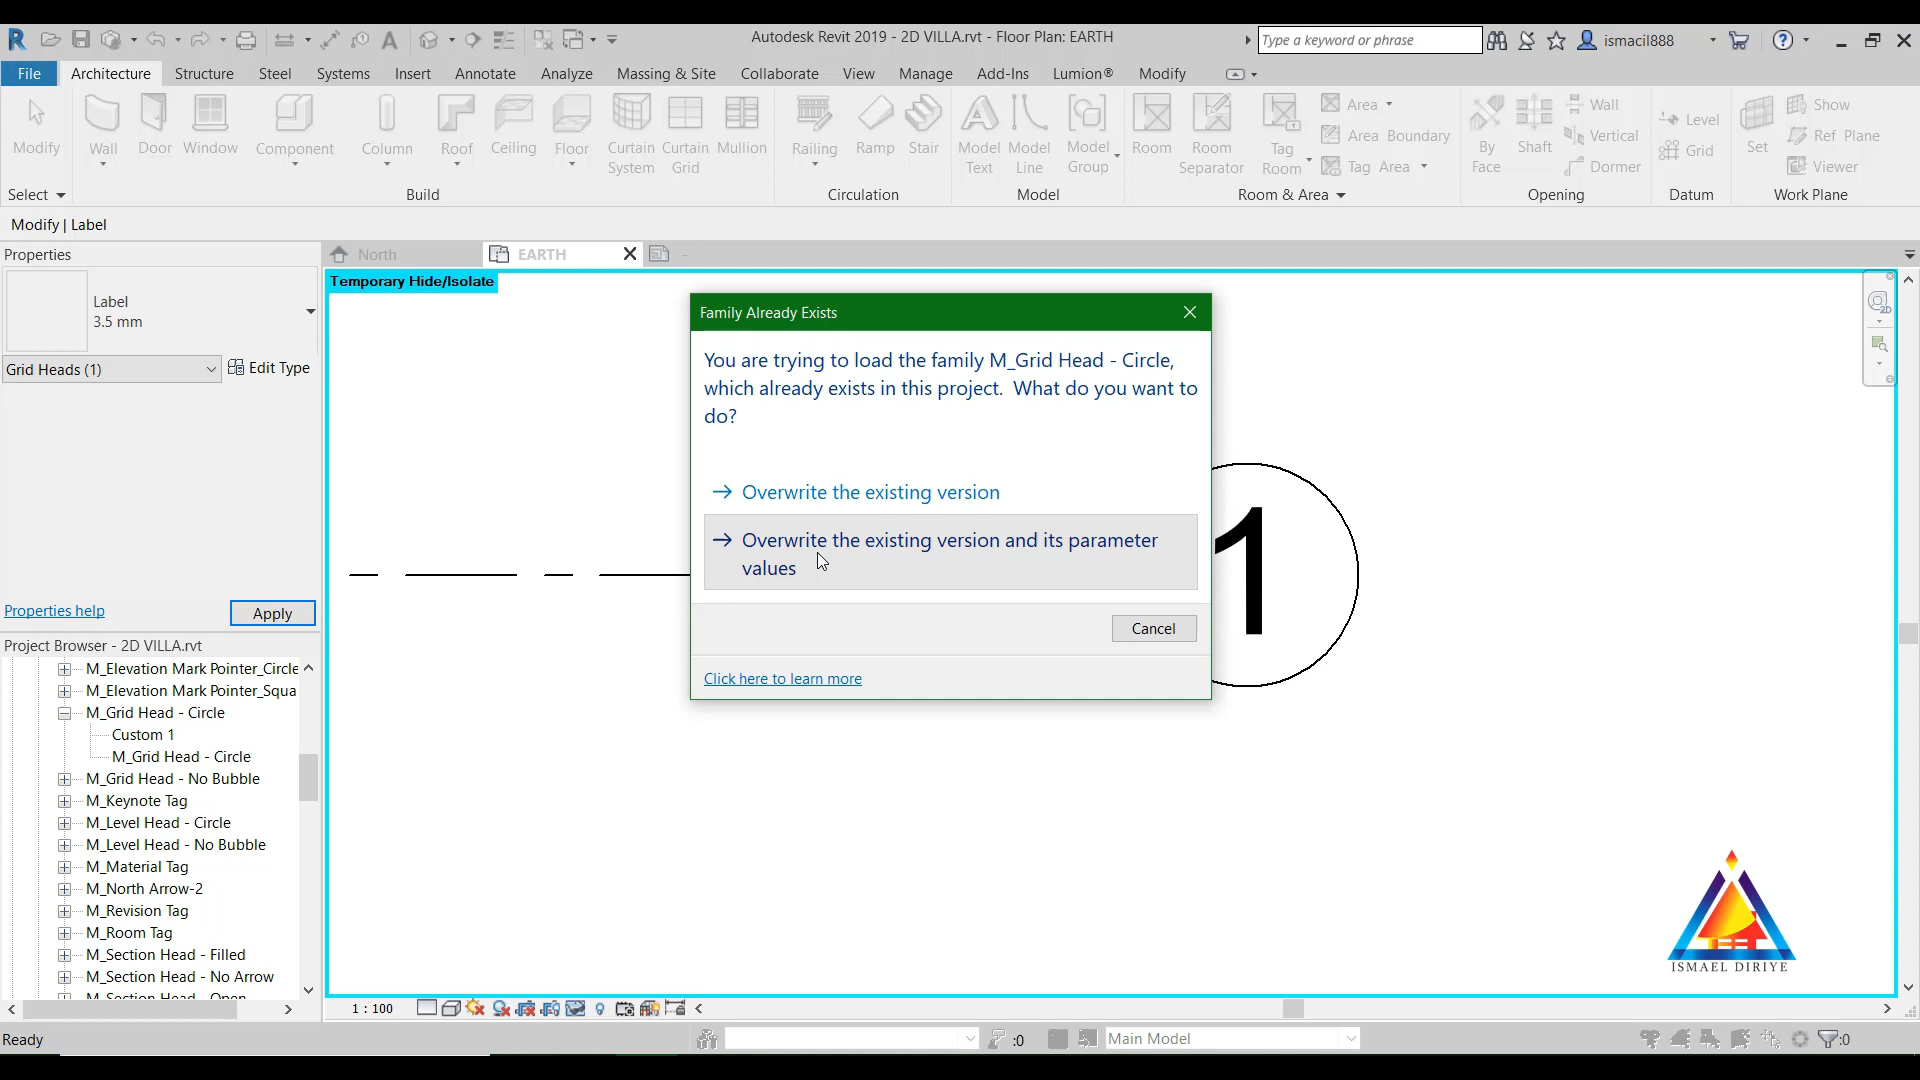 Autodesk Revit 2019 - 2D VILLA.rvt - Floor Plan: EARTH
Type a keyword or phrase
ismacil888
File
Architecture
Structure
Steel
Systems
Insert
Annotate
Analyze
Massing & Site
Collaborate
View
Manage
Add-Ins
Lumion®
Modify
Modify
Wall
Door
Window
Component
Column
Roof
Ceiling
Floor
Curtain
System
Curtain
Grid
Mullion
Railing
Ramp
Stair
Model
Text
Model
Line
Model
Group
Room
Room
Separator
Tag
Room
Area
Area Boundary
Tag Area
By
Face
Shaft
Wall
Vertical
Dormer
Level
Grid
Set
Show
Ref Plane
Viewer
Select
Build
Circulation
Model
Room & Area
Opening
Datum
Work Plane
Modify | Label
Properties
Label
3.5 mm
Grid Heads (1)
Edit Type
Properties help
Apply
Project Browser - 2D VILLA.rvt
M_Elevation Mark Pointer_Circle
M_Elevation Mark Pointer_Squa
M_Grid Head - Circle
Custom 1
M_Grid Head - Circle
M_Grid Head - No Bubble
M_Keynote Tag
M_Level Head - Circle
M_Level Head - No Bubble
M_Material Tag
M_North Arrow-2
M_Revision Tag
M_Room Tag
M_Section Head - Filled
M_Section Head - No Arrow
M_Section Head - Open
North
EARTH
-
Temporary Hide/Isolate
2D
Family Already Exists
You are trying to load the family M_Grid Head - Circle,
which already exists in this project. What do you want to
do?
Overwrite the existing version
Overwrite the existing version and its parameter
values
Cancel
Click here to learn more
1
ISMAEL DIRIYE
1 : 100
Ready
:0
Main Model
:0